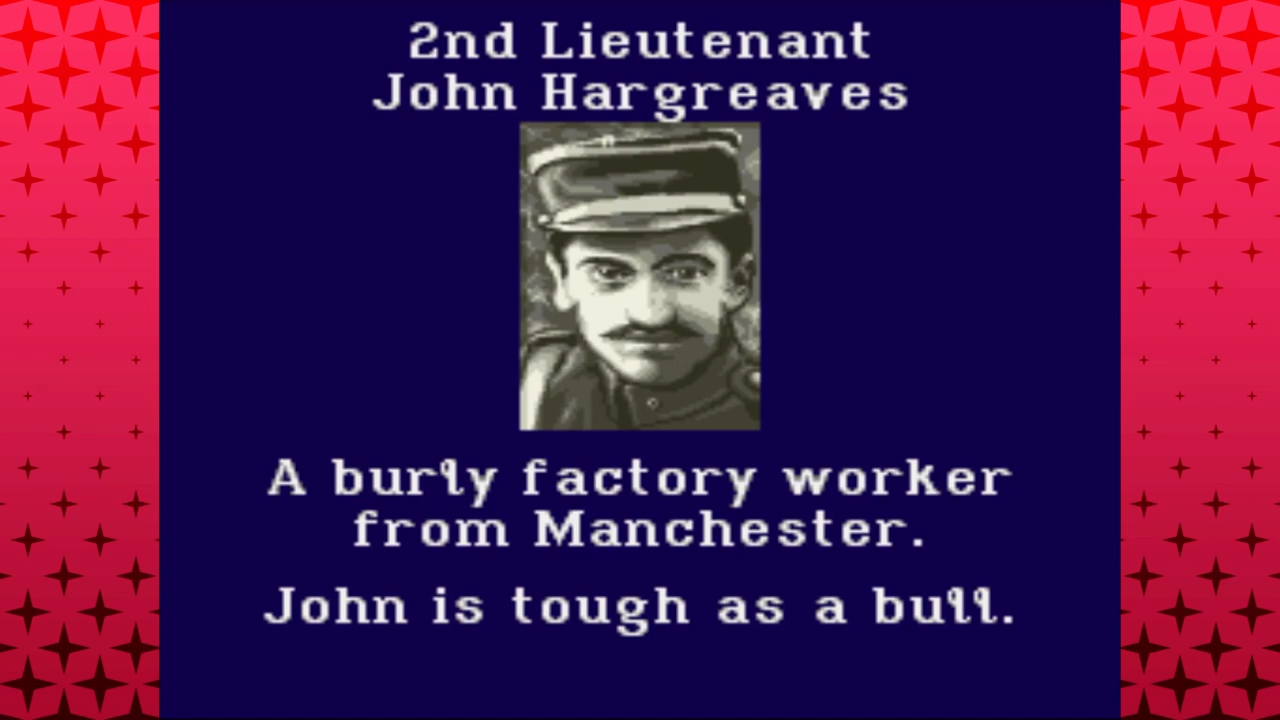 2nd Lieutenant
John Hargreaves
A burly factory worker
from Manchester.
John is tough as a bull.